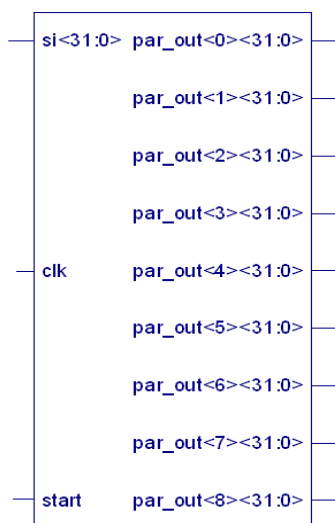 si<31:0> par_out<0><31:0>
par_out<1><31:0>
par_out<2><31:0>
par_out<3><31:0>
clk par_out<4><31:0>
par_out<5><31:0>
par_out<6><31:0>
par_out<7><31:0>
start par_out<8><31:0>